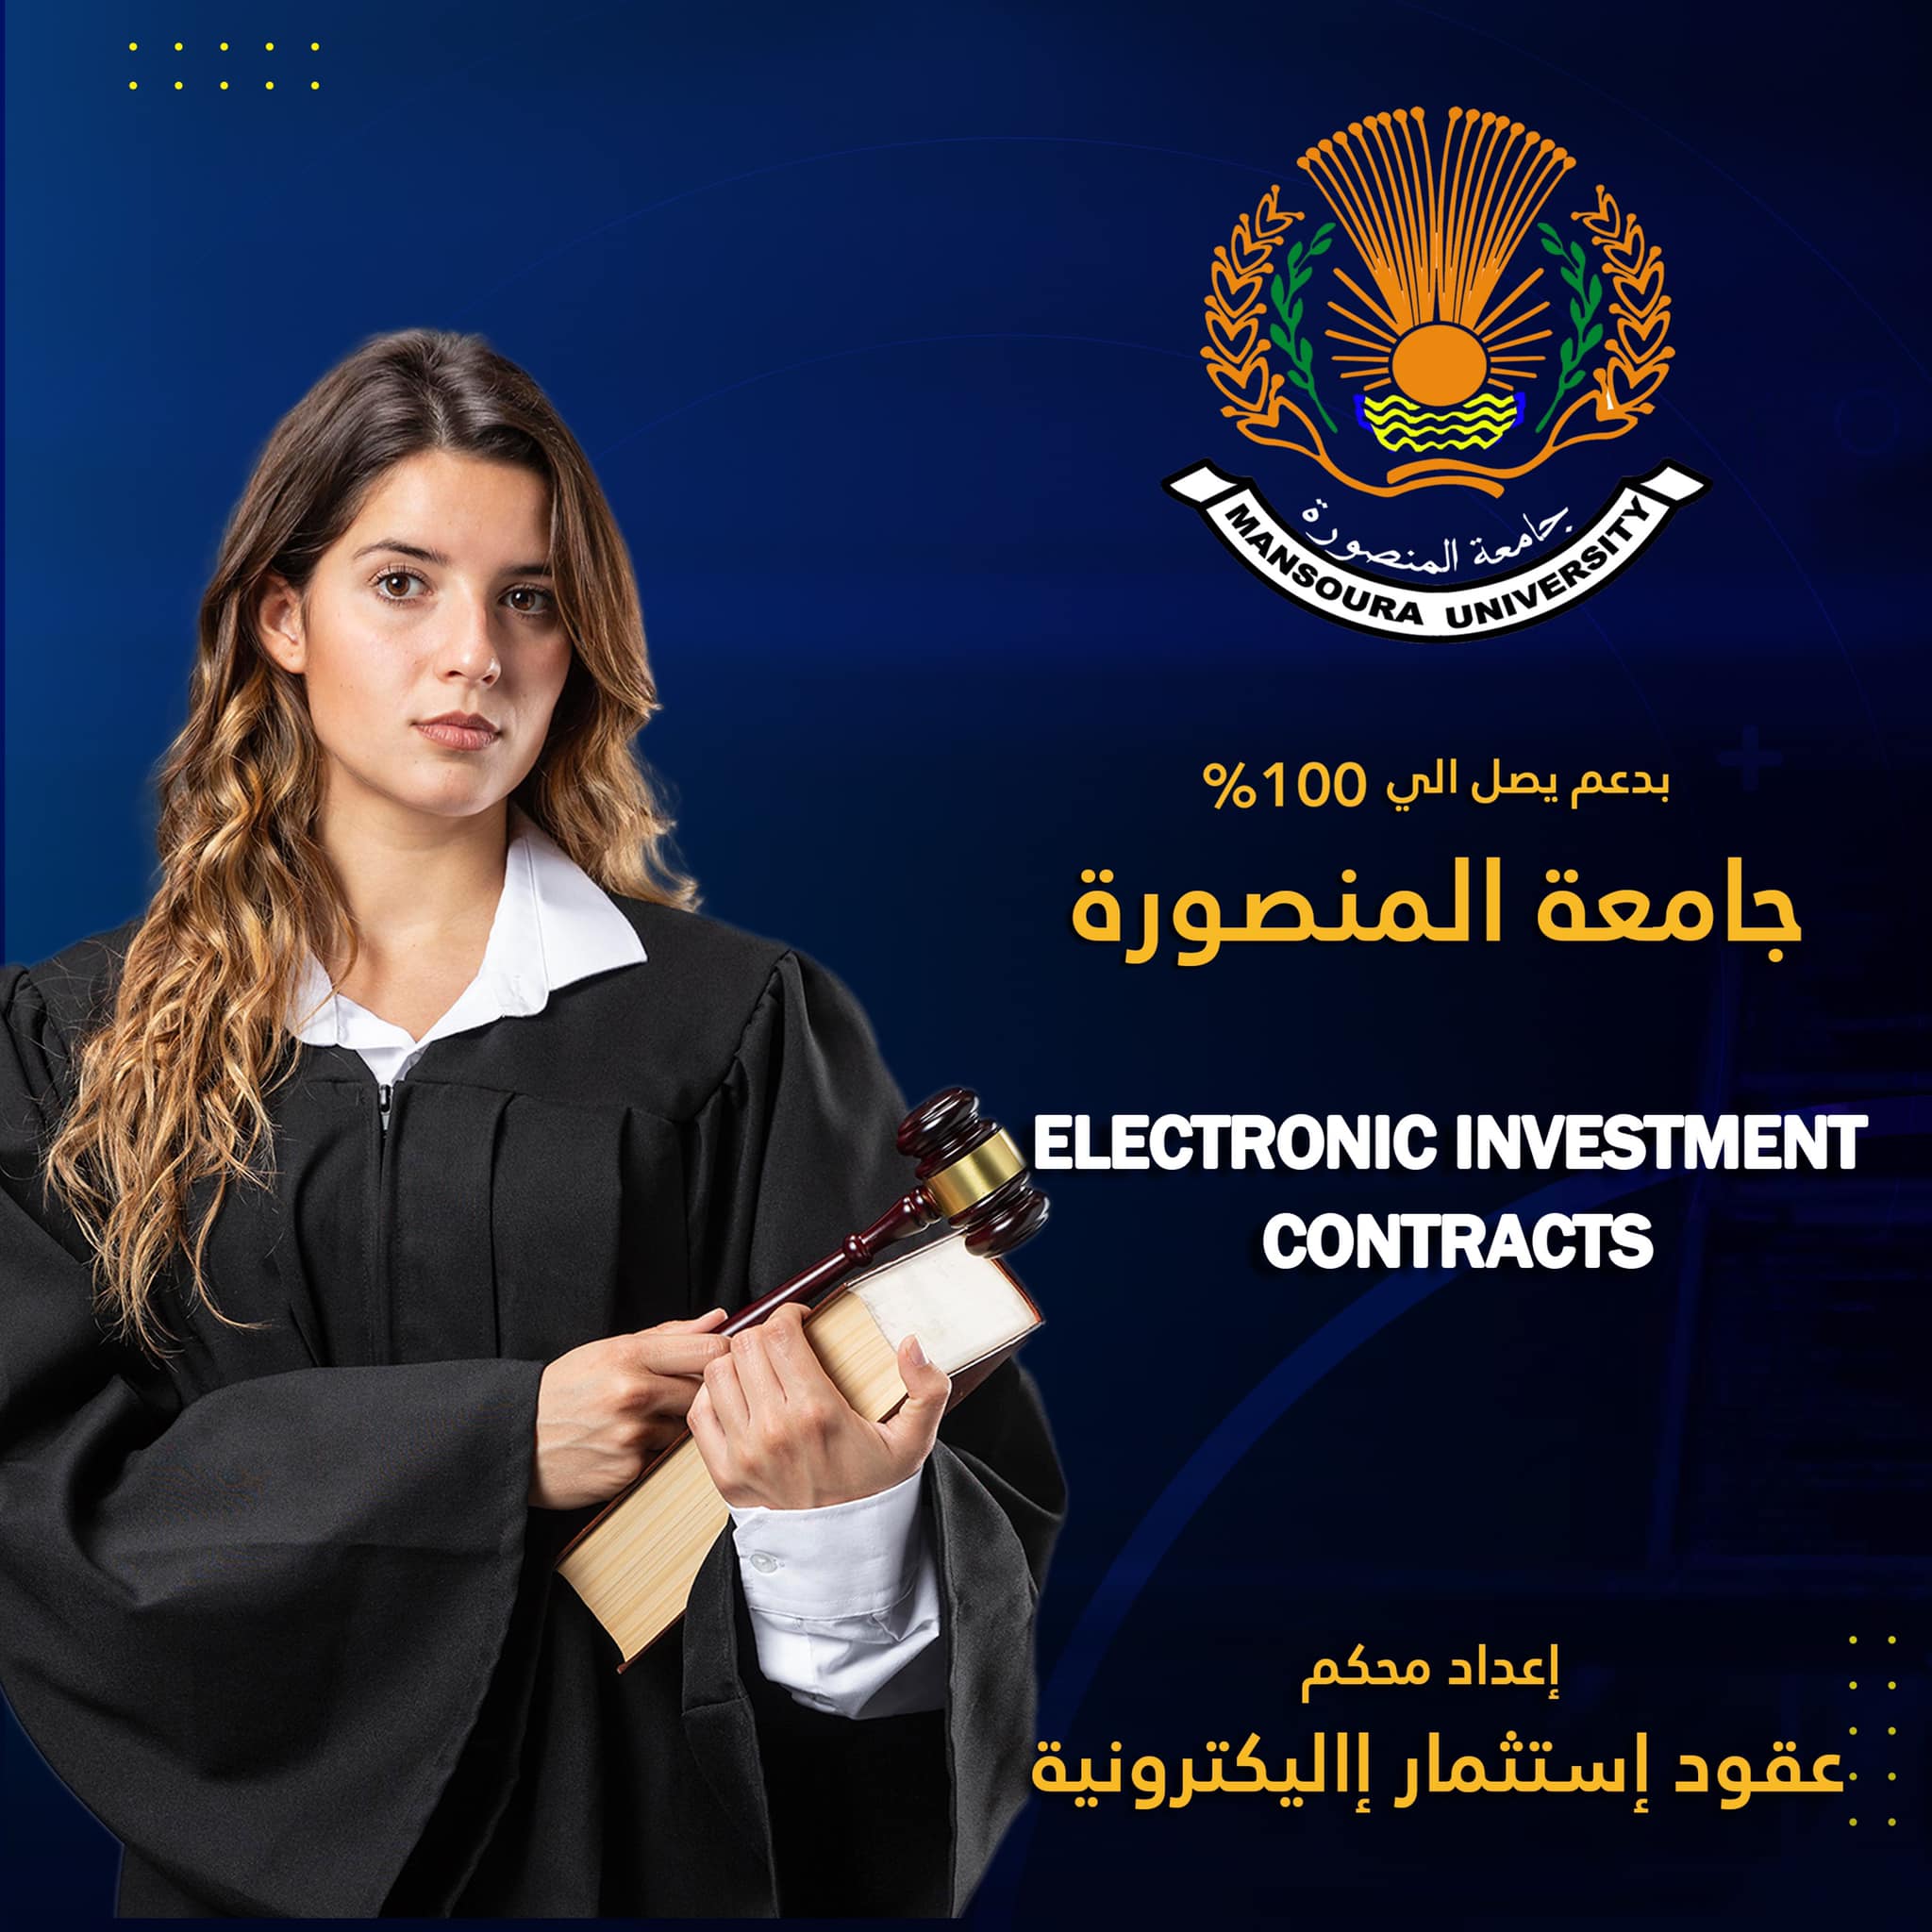 جامعة المنصورة
MANSOURA UNIVERSITY
بدعم يصل الي 100%
جامعة المنصورة
ELECTRONIC INVESTMENT
CONTRACTS
إعداد محكم
عقود إستثمار إاليكترونية